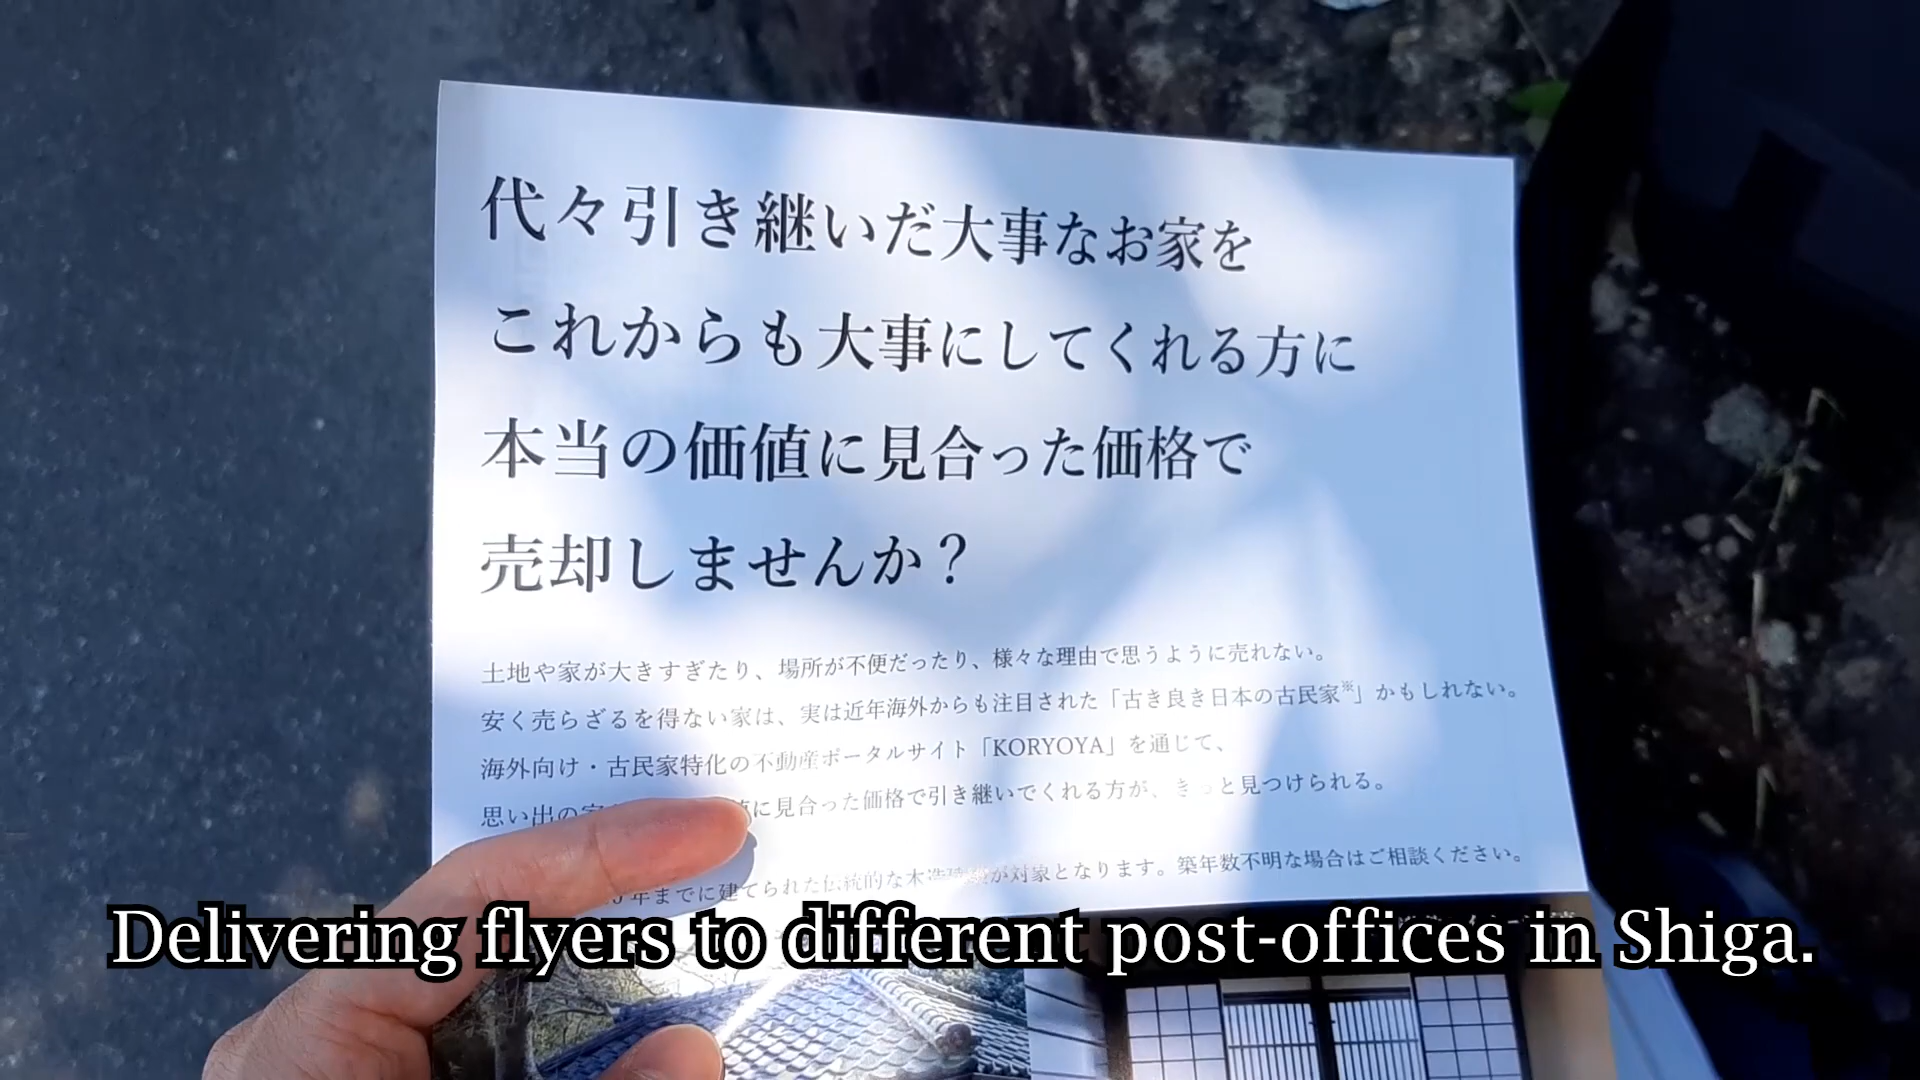 代々引き継いだ大事なお家を
これからも大事にしてくれる方に
本当の価値に見合った価格で
売却しませんか？
土地や家が大きすぎたり、場所が不便だったり、様々な理由で思うように売れない。
安く売らざるを得ない家は、実は近年海外からも注目された「古き良き日本の古民家※」かもしれない。
海外向け・古民家特化の不動産ポータルサイト「KORYOYA」を通じて、
思い出の に見合った価格で引き継いでくれる方が、きっと見つけられる。
年までに建てられた伝統的な木造建築が対象となります。築年数不明な場合はご相談ください。
Delivering flyers to different post-offices in Shiga.